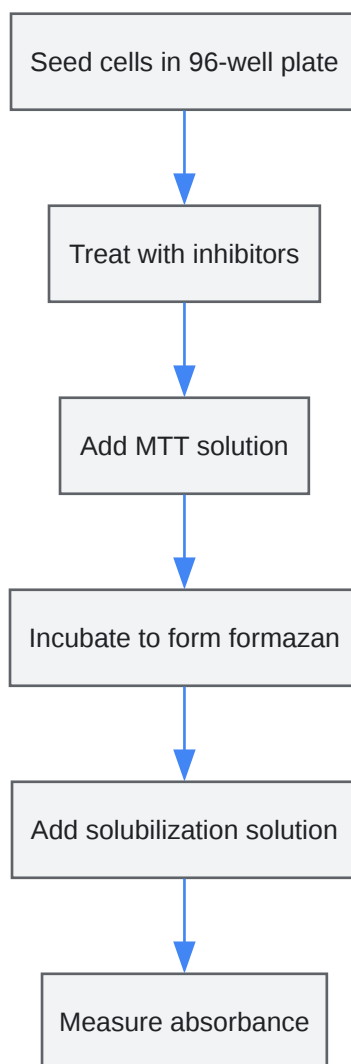 Seed cells in 96-well plate
Treat with inhibitors
Add MTT solution
Incubate to form formazan
Add solubilization solution
Measure absorbance